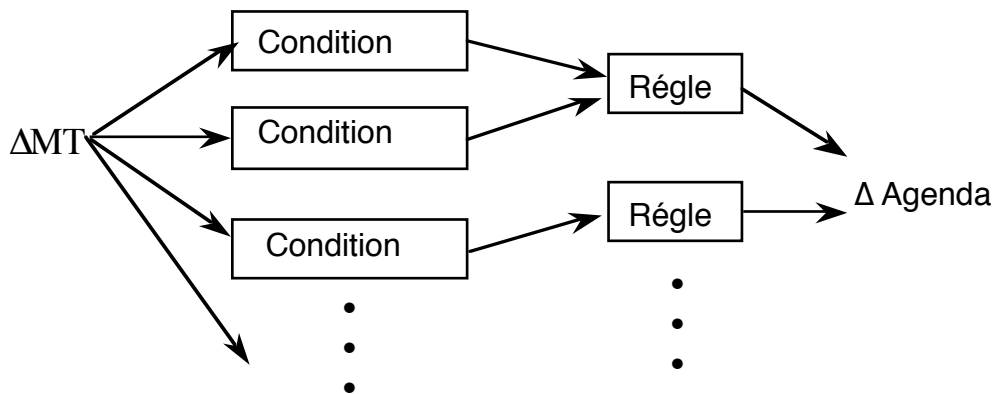 Condition
Régle
Condition
ΔMT
Δ Agenda
Régle
Condition